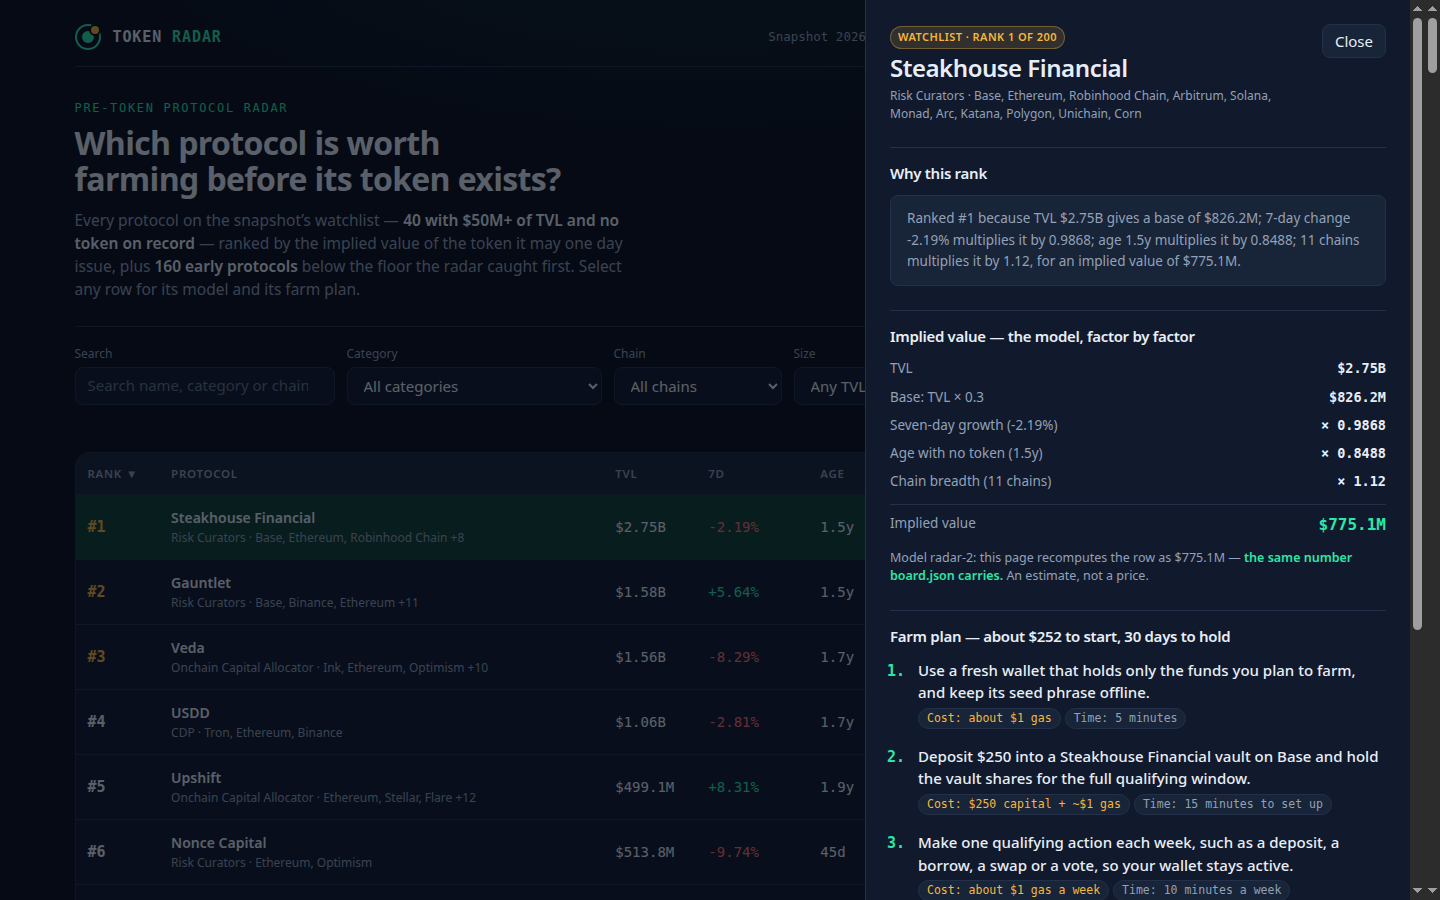 TOKEN RADAR
Snapshot 2026
PRE-TOKEN PROTOCOL RADAR
Which protocol is worth
farming before its token exists?
Every protocol on the snapshot's watchlist — 40 with $50M+ of TVL and no
token on record — ranked by the implied value of the token it may one day
issue, plus 160 early protocols below the floor the radar caught first. Select
any row for its model and its farm plan.
Search
Category
Chain
Size
Search name, category or chain
All categories
All chains
Any TVL
RANK ▼ PROTOCOL TVL 7D AGE
#1 Steakhouse Financial $2.75B -2.19% 1.5y
Risk Curators · Base, Ethereum, Robinhood Chain +8
#2 Gauntlet $1.58B +5.64% 1.5y
Risk Curators · Base, Binance, Ethereum +11
#3 Veda $1.56B -8.29% 1.7y
Onchain Capital Allocator · Ink, Ethereum, Optimism +10
#4 USDD $1.06B -2.81% 1.7y
CDP · Tron, Ethereum, Binance
#5 Upshift $499.1M +8.31% 1.9y
Onchain Capital Allocator · Ethereum, Stellar, Flare +12
#6 Nonce Capital $513.8M -9.74% 45d
Risk Curators · Ethereum, Optimism
WATCHLIST · RANK 1 OF 200
Close
Steakhouse Financial
Risk Curators · Base, Ethereum, Robinhood Chain, Arbitrum, Solana,
Monad, Arc, Katana, Polygon, Unichain, Corn
Why this rank
Ranked #1 because TVL $2.75B gives a base of $826.2M; 7-day change
-2.19% multiplies it by 0.9868; age 1.5y multiplies it by 0.8488; 11 chains
multiplies it by 1.12, for an implied value of $775.1M.
Implied value — the model, factor by factor
TVL $2.75B
Base: TVL × 0.3 $826.2M
Seven-day growth (-2.19%) × 0.9868
Age with no token (1.5y) × 0.8488
Chain breadth (11 chains) × 1.12
Implied value $775.1M
Model radar-2: this page recomputes the row as $775.1M — the same number
board.json carries. An estimate, not a price.
Farm plan — about $252 to start, 30 days to hold
1. Use a fresh wallet that holds only the funds you plan to farm,
and keep its seed phrase offline.
Cost: about $1 gas Time: 5 minutes
2. Deposit $250 into a Steakhouse Financial vault on Base and hold
the vault shares for the full qualifying window.
Cost: $250 capital + ~$1 gas Time: 15 minutes to set up
3. Make one qualifying action each week, such as a deposit, a
borrow, a swap or a vote, so your wallet stays active.
Cost: about $1 gas a week Time: 10 minutes a week